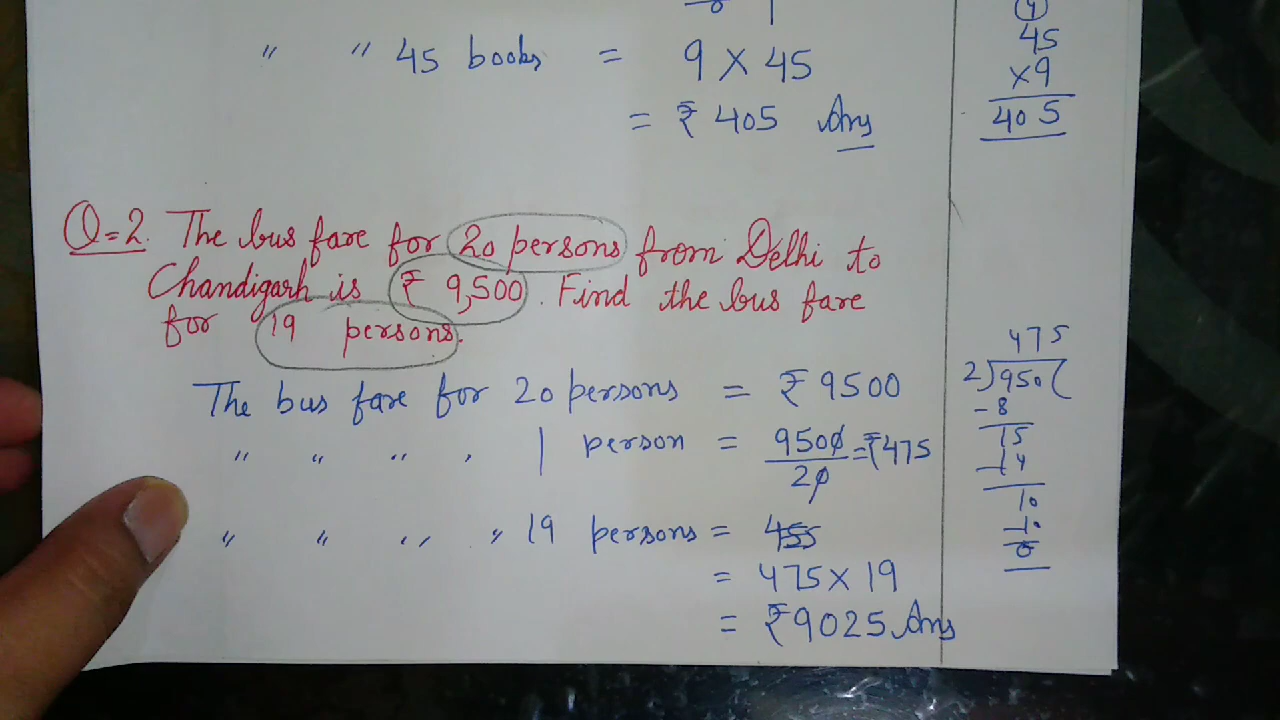 " " 45 books = 9 × 45
= ₹ 405 Ans
45
×9
405
Q=2. The bus fare for 20 persons from Delhi to
Chandigarh is ₹ 9,500. Find the bus fare
for 19 persons.
The bus fare for 20 persons = ₹ 9500
" " " " 1 person = 9500/20 = ₹475
" " " " 19 persons =
= 475 × 19
= ₹9025 Ans
475
2)950(
-8
15
-14
10
10
0